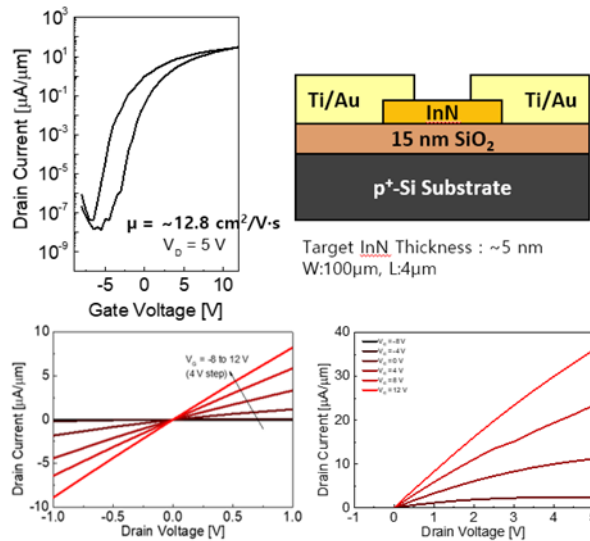 Drain Current [μA/μm]
10³
10¹
10⁻¹
10⁻³
10⁻⁵
10⁻⁷
10⁻⁹
μ = ~12.8 cm²/V·s
V_D = 5 V
-5 0 5 10
Gate Voltage [V]
Ti/Au
Ti/Au
InN
15 nm SiO₂
p⁺-Si Substrate
Target InN Thickness : ~5 nm
W:100μm, L:4μm
Drain Current [μA/μm]
10
5
0
-5
-10
V_G = -8 to 12 V
(4 V step)
-1.0 -0.5 0.0 0.5 1.0
Drain Voltage [V]
Drain Current [μA/μm]
40
30
20
10
0
V_G = -8 V
V_G = -4 V
V_G = 0 V
V_G = 4 V
V_G = 8 V
V_G = 12 V
-1 0 1 2 3 4 5
Drain Voltage [V]